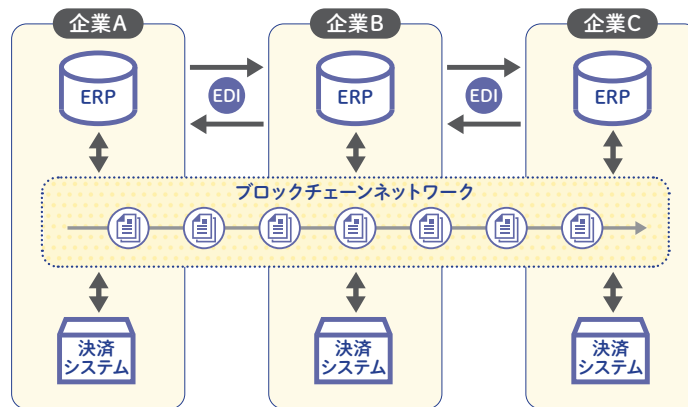 企業A
企業B
企業C
ERP
EDI
ERP
EDI
ERP
ブロックチェーンネットワーク
決済
システム
決済
システム
決済
システム